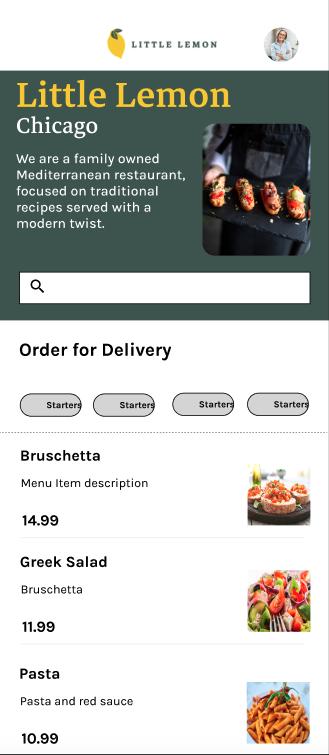 LITTLE LEMON
Little Lemon
Chicago
We are a family owned
Mediterranean restaurant,
focused on traditional
recipes served with a
modern twist.
Order for Delivery
Starters Starters Starters Starters
Bruschetta
Menu Item description
14.99
Greek Salad
Bruschetta
11.99
Pasta
Pasta and red sauce
10.99